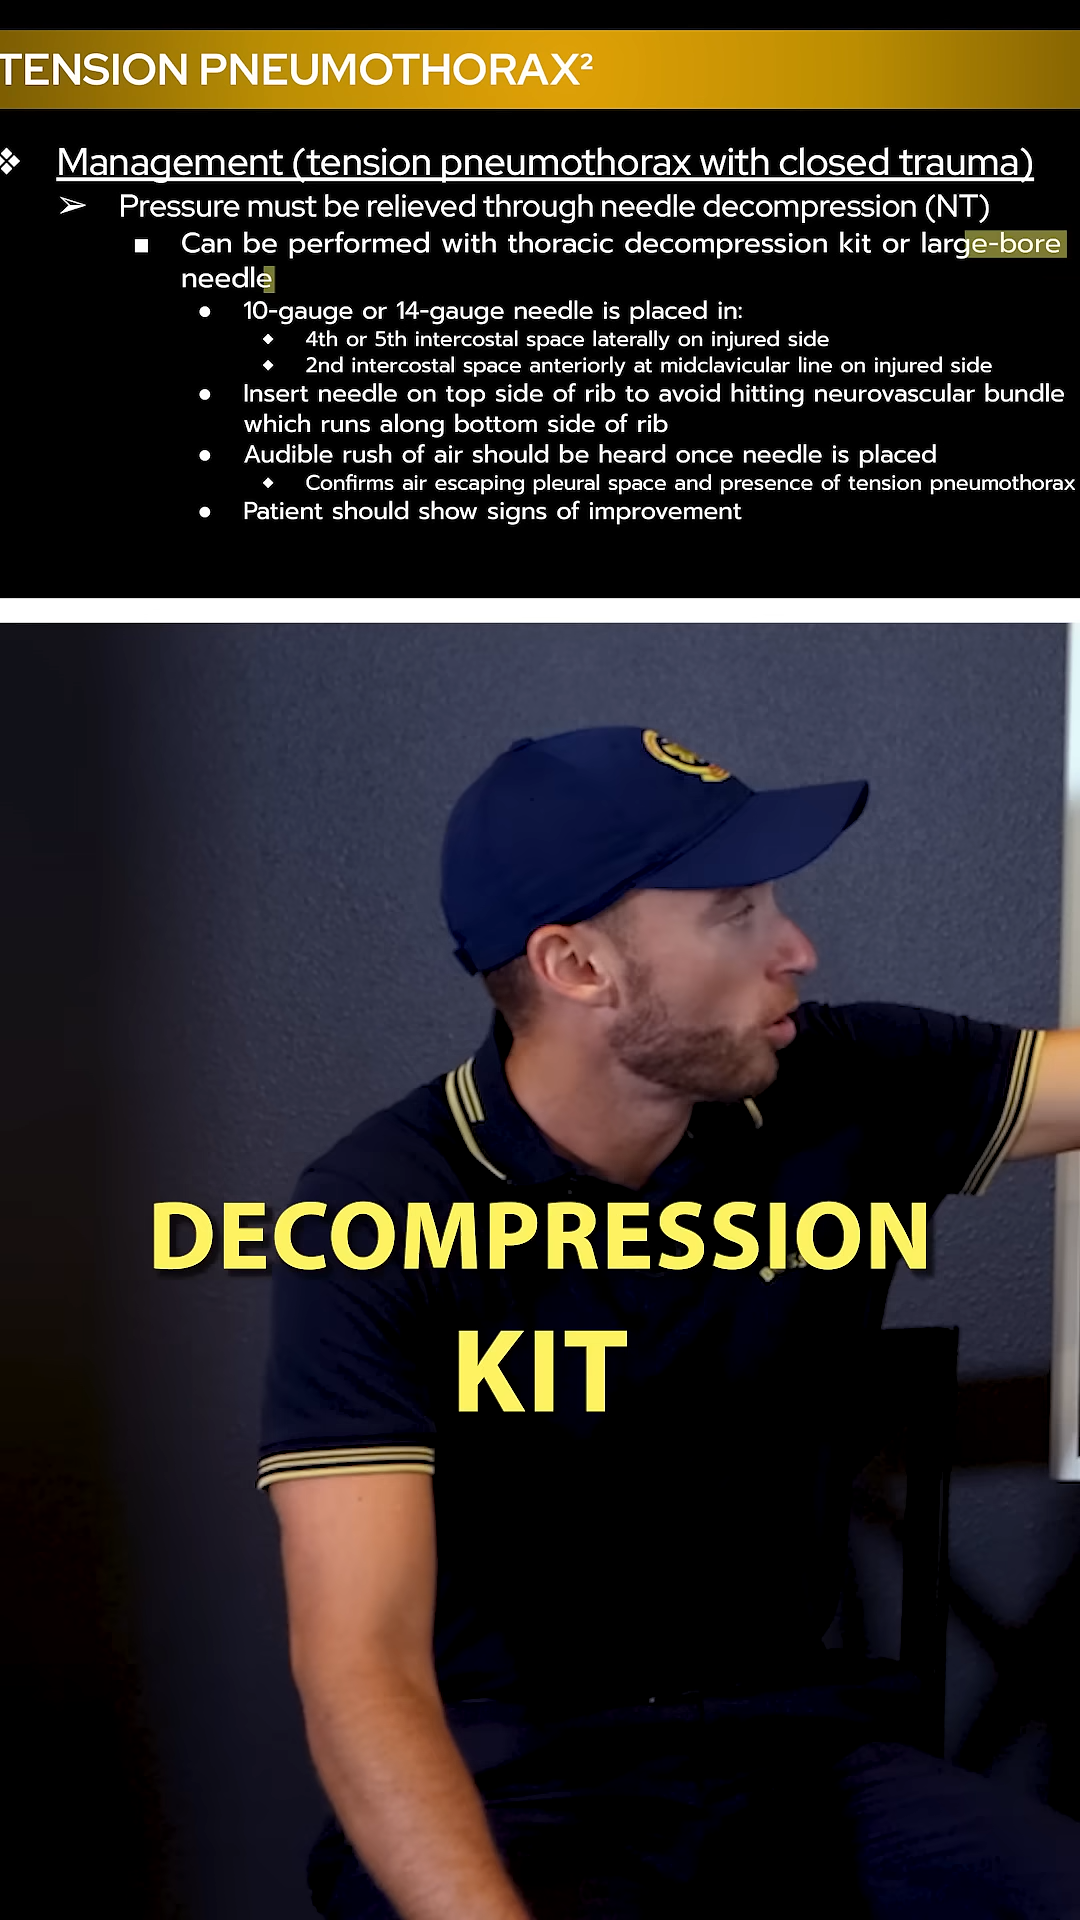 TENSION PNEUMOTHORAX²
❖ Management (tension pneumothorax with closed trauma)
➢ Pressure must be relieved through needle decompression (NT)
■ Can be performed with thoracic decompression kit or large-bore
needle
● 10-gauge or 14-gauge needle is placed in:
◆ 4th or 5th intercostal space laterally on injured side
◆ 2nd intercostal space anteriorly at midclavicular line on injured side
● Insert needle on top side of rib to avoid hitting neurovascular bundle
which runs along bottom side of rib
● Audible rush of air should be heard once needle is placed
◆ Confirms air escaping pleural space and presence of tension pneumothorax
● Patient should show signs of improvement
DECOMPRESSION
KIT